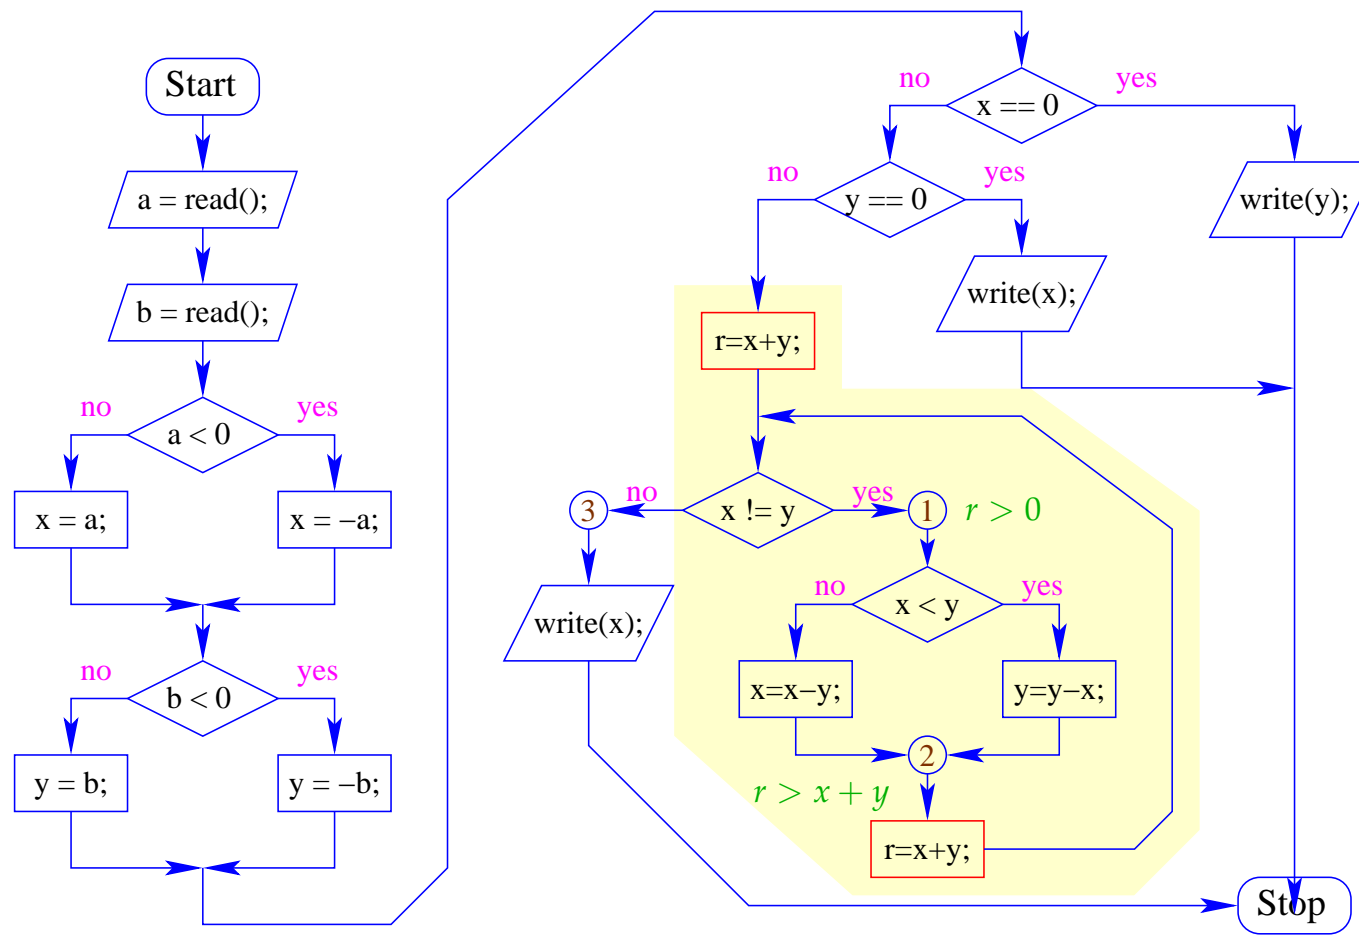 Start
a = read();
b = read();
a < 0
no
yes
x = a;
x = −a;
b < 0
no
yes
y = b;
y = −b;
x == 0
no
yes
y == 0
no
yes
write(y);
write(x);
r=x+y;
x != y
no
yes
3
1
r > 0
write(x);
x < y
no
yes
x=x−y;
y=y−x;
2
r > x + y
r=x+y;
Stop